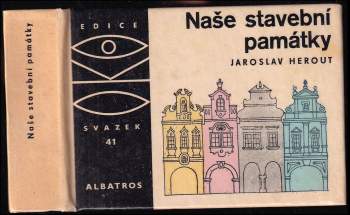 Naše stavební památky
EDICE
OKO
SVAZEK
41
ALBATROS
Naše stavební
památky
JAROSLAV HEROUT